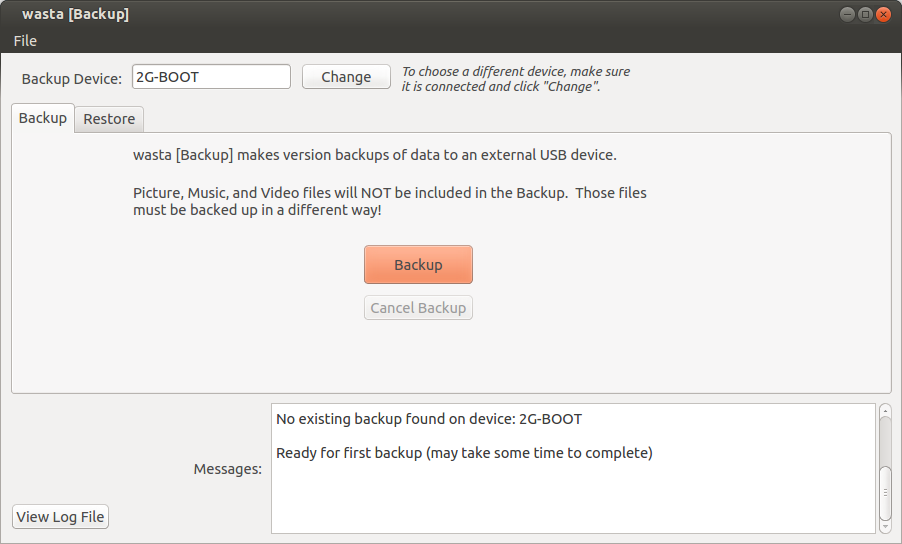 wasta [Backup]
File
Backup Device:
2G-BOOT
Change
To choose a different device, make sure
it is connected and click "Change".
Backup
Restore
wasta [Backup] makes version backups of data to an external USB device.
Picture, Music, and Video files will NOT be included in the Backup.  Those files
must be backed up in a different way!
Backup
Cancel Backup
No existing backup found on device: 2G-BOOT
Ready for first backup (may take some time to complete)
Messages:
View Log File